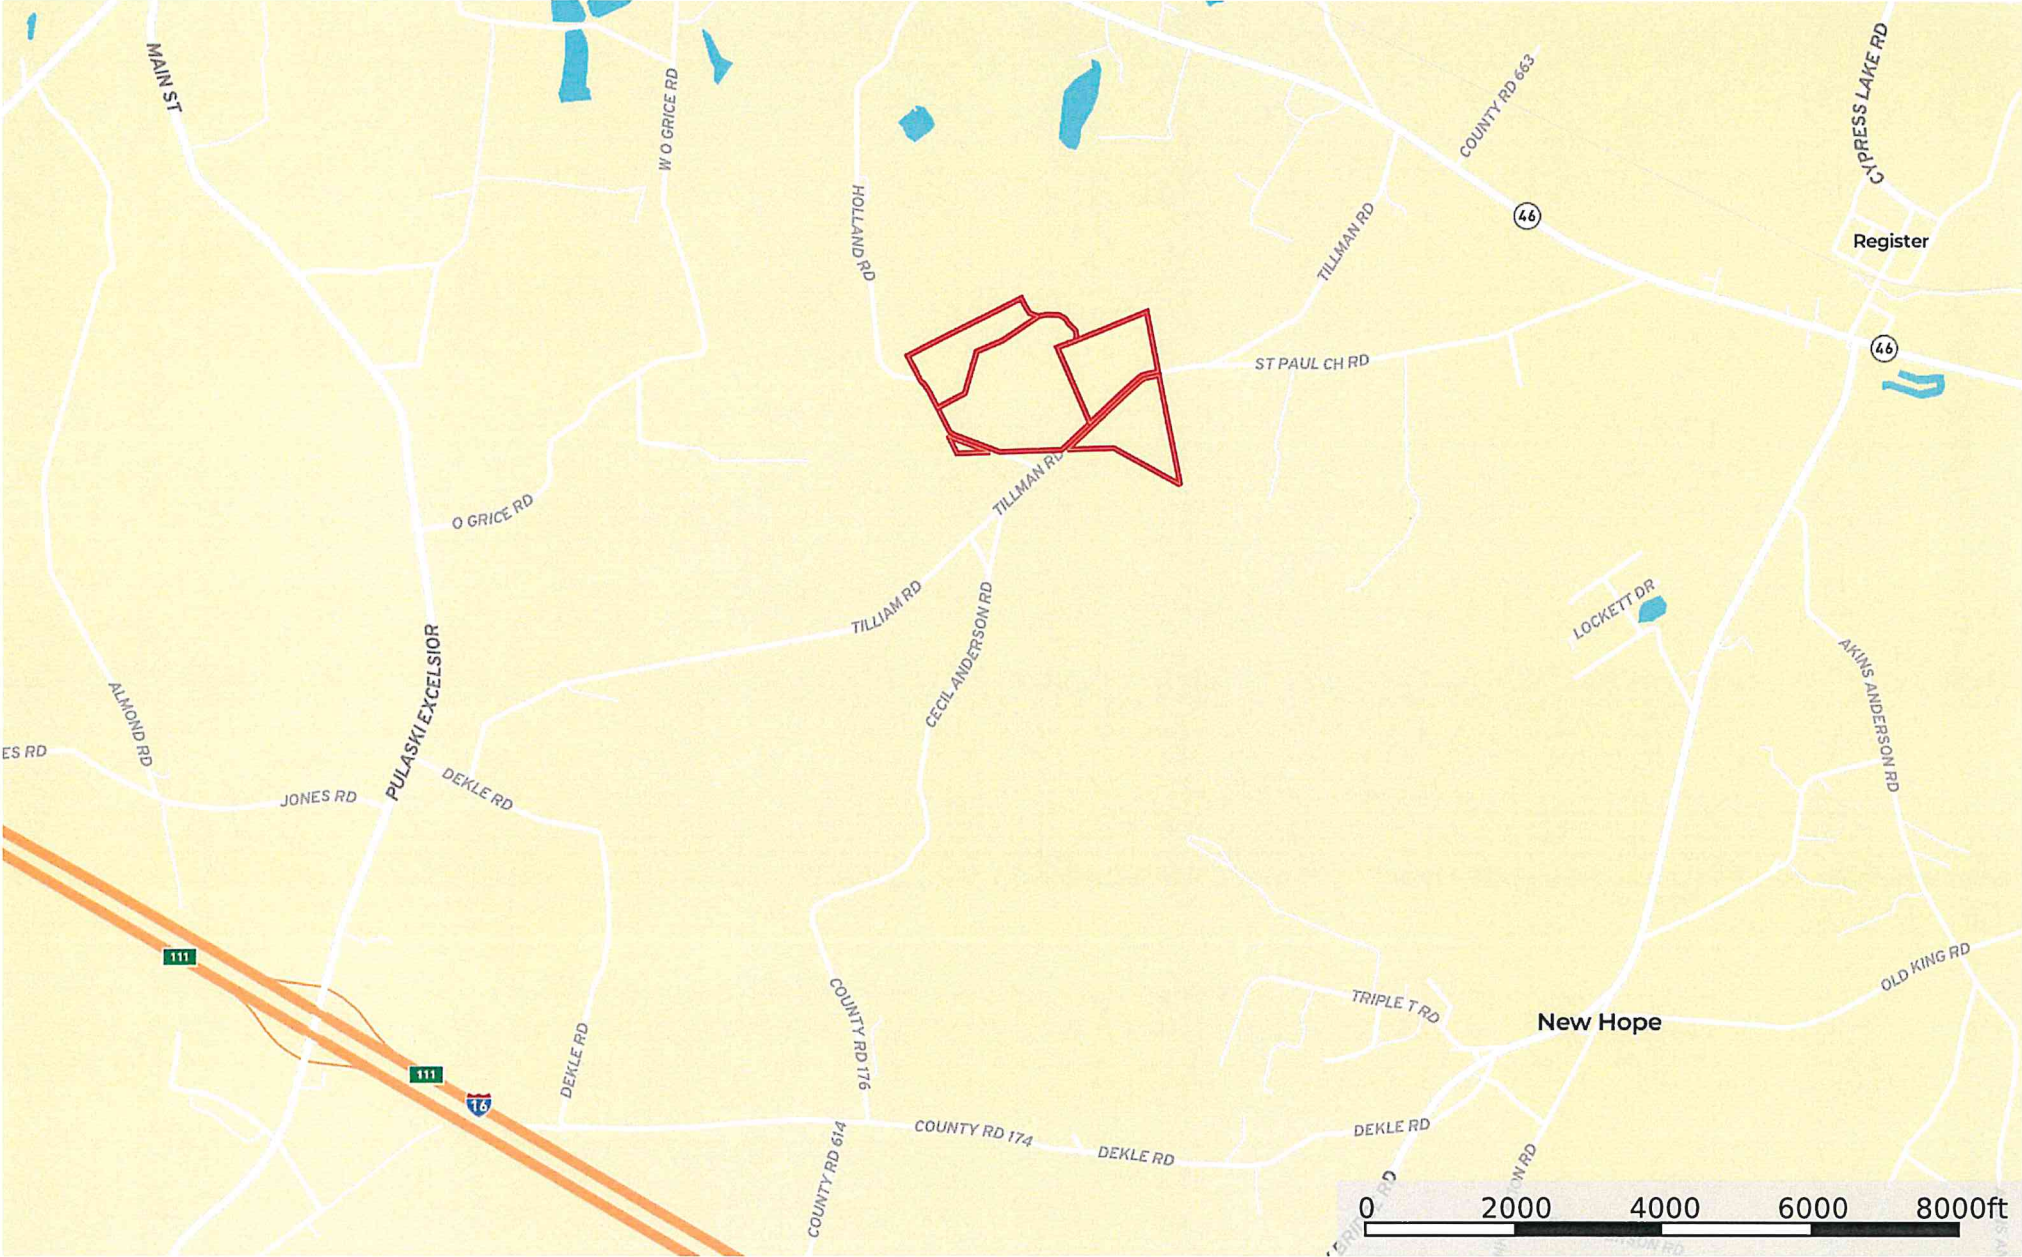 MAIN ST
W O GRICE RD
HOLLAND RD
COUNTY RD 663
CYPRESS LAKE RD
46
TILLMAN RD
Register
46
ST PAUL CH RD
TILLMAN RD
O GRICE RD
TILLIAM RD
CECIL ANDERSON RD
LOCKETT DR
AKINS ANDERSON RD
ALMOND RD
PULASKI EXCELSIOR
ES RD
JONES RD
DEKLE RD
111
OLD KING RD
COUNTY RD 176
TRIPLE T RD
New Hope
DEKLE RD
111
16
COUNTY RD 614
COUNTY RD 174
DEKLE RD
DEKLE RD
ON RD
RD
0 2000 4000 6000 8000ft